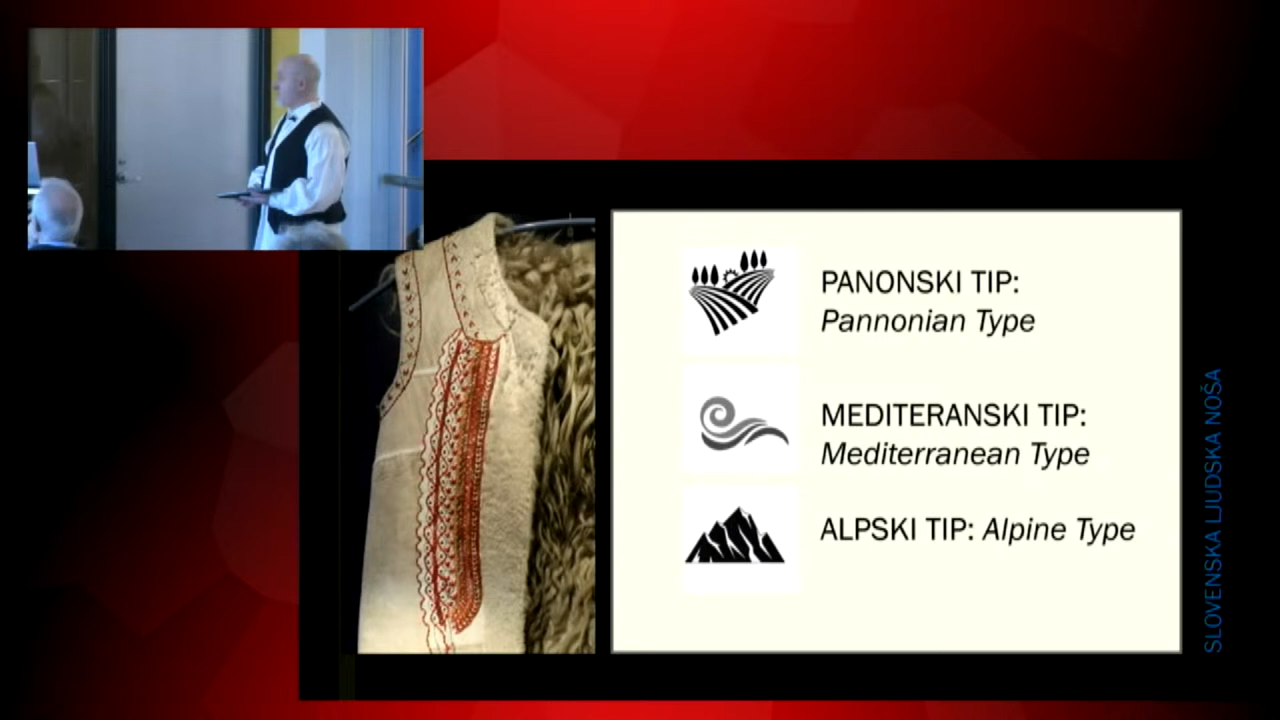 PANONSKI TIP:
Pannonian Type
MEDITERANSKI TIP:
Mediterranean Type
ALPSKI TIP: Alpine Type
SLOVENSKA LJUDSKA NOŠA